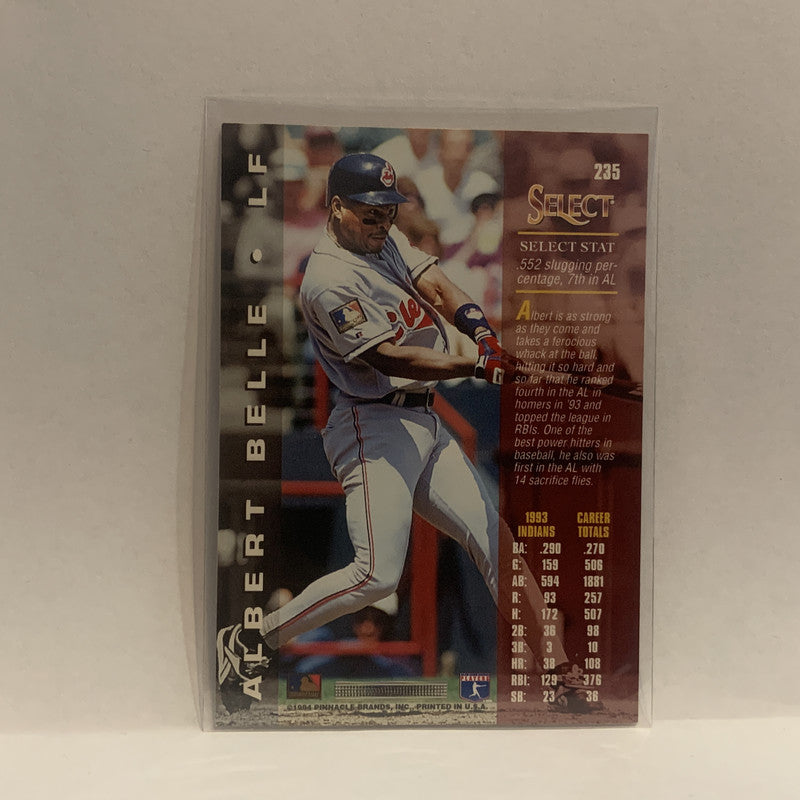 235
SELECT
SELECT STAT
.552 slugging per-
centage, 7th in AL
Albert is as strong
as they come and
takes a ferocious
whack at the ball,
hitting it so hard and
so far that he ranked
fourth in the AL in
homers in '93 and
topped the league in
RBIs. One of the
best power hitters in
baseball, he also was
first in the AL with
14 sacrifice flies.
1993 CAREER
INDIANS TOTALS
BA: .290 .270
G: 159 506
AB: 594 1881
R: 93 257
H: 172 507
2B: 36 98
3B: 3 10
HR: 38 108
RBI: 129 376
SB: 23 36
ALBERT BELLE • LF
PLAYERS
©1994 PINNACLE BRANDS, INC. PRINTED IN U.S.A.